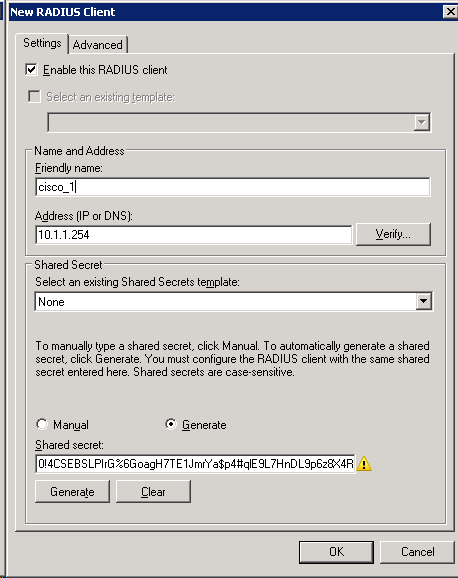 New RADIUS Client
Settings
Advanced
Enable this RADIUS client
Select an existing template:
Name and Address
Friendly name:
cisco_1
Address (IP or DNS):
10.1.1.254
Verify...
Shared Secret
Select an existing Shared Secrets template:
None
To manually type a shared secret, click Manual. To automatically generate a shared
secret, click Generate. You must configure the RADIUS client with the same shared
secret entered here. Shared secrets are case-sensitive.
Manual
Generate
Shared secret:
Generate
Clear
OK
Cancel